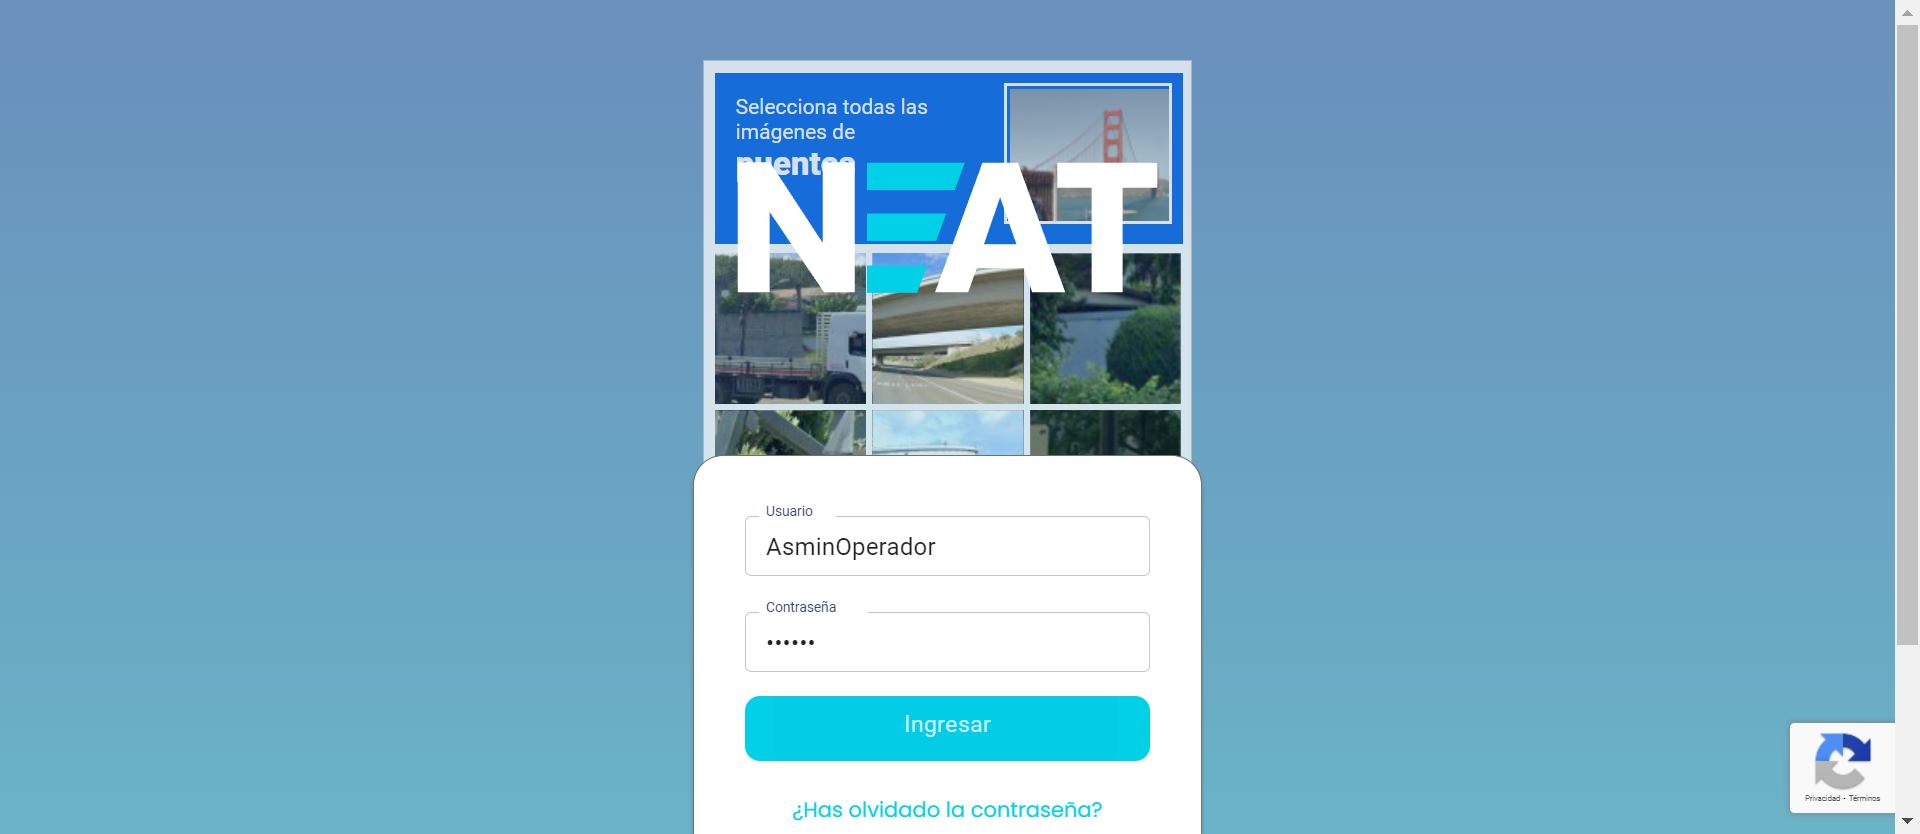 Selecciona todas las
imágenes de
puentes
NEAT
Usuario
AsminOperador
Contraseña
••••••
Ingresar
¿Has olvidado la contraseña?
Privacidad - Términos